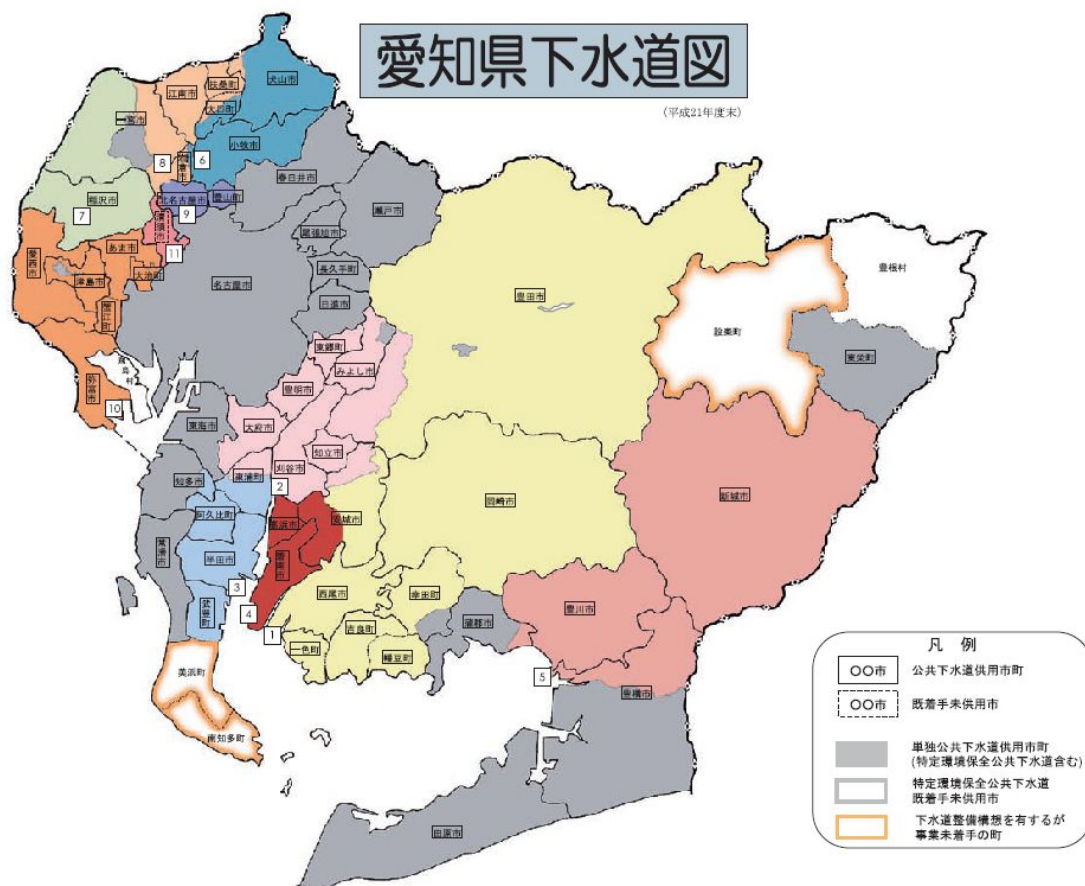 愛知県下水道図
(平成21年度末)
犬山市
扶桑町
江南市
大口町
一宮市
小牧市
8
6
春日井市
稲沢市
北名古屋市
豊山町
瀬戸市
7
9
清須市
尾張旭市
あま市
11
愛西市
大治町
長久手町
豊根村
津島市
名古屋市
日進市
豊田市
蟹江町
設楽町
東郷町
東栄町
飛島村
みよし市
弥富市
豊明市
10
東海市
大府市
知立市
刈谷市
東浦町
知多市
2
新城市
岡崎市
阿久比町
高浜市
安城市
常滑市
半田市
碧南市
3
西尾市
幸田町
武豊町
4
豊川市
1
吉良町
蒲郡市
一色町
幡豆町
美浜町
5
豊橋市
南知多町
田原市
凡 例
○○市 公共下水道供用市町
○○市 既着手未供用市
単独公共下水道供用市町
(特定環境保全公共下水道含む)
特定環境保全公共下水道
既着手未供用市
下水道整備構想を有するが
事業未着手の町